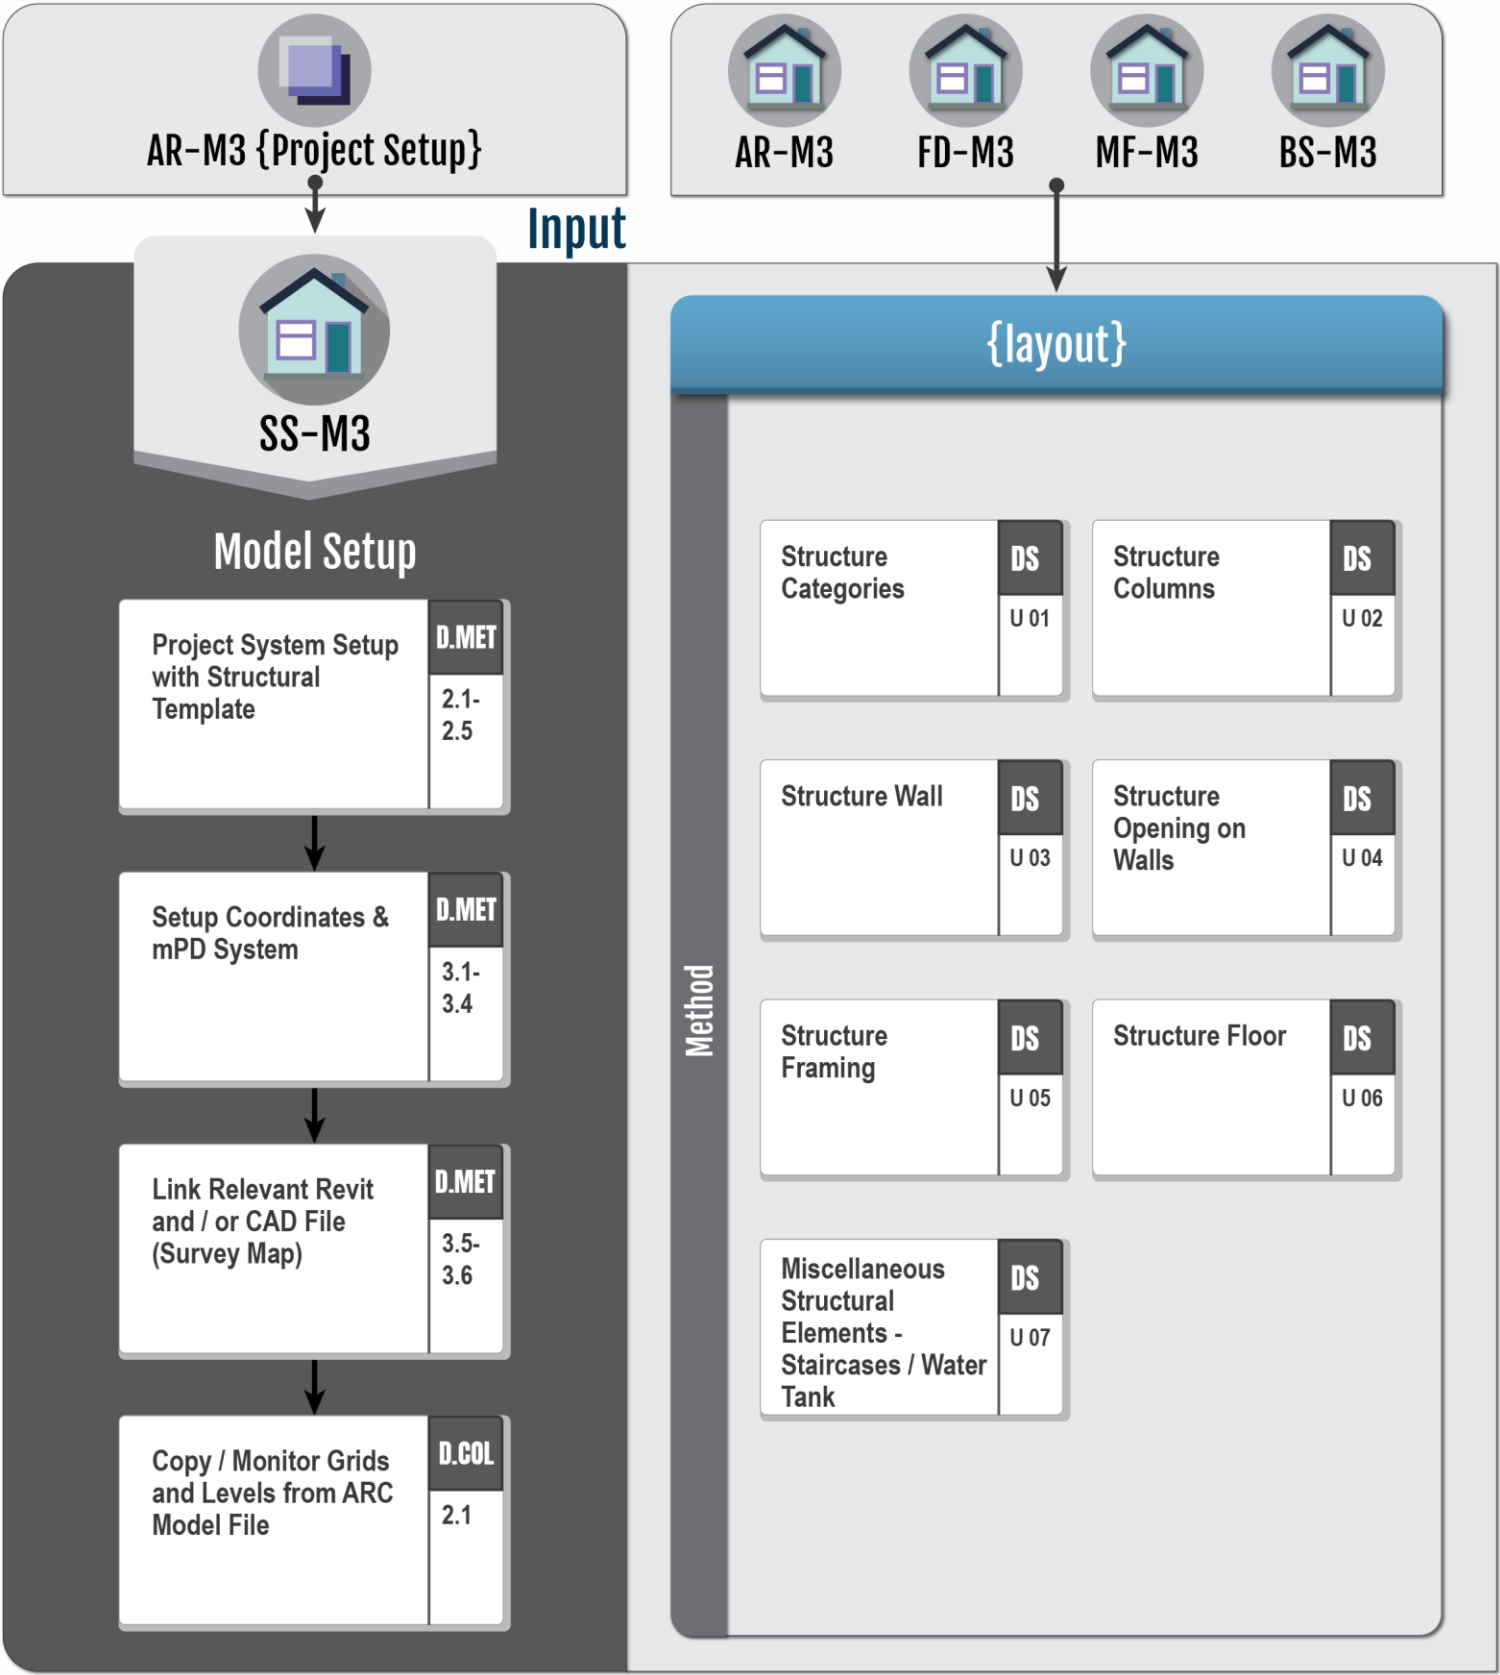 AR-M3 {Project Setup}
AR-M3
FD-M3
MF-M3
BS-M3
Input
SS-M3
Model Setup
Project System Setup
with Structural
Template
D.MET
2.1-
2.5
Setup Coordinates &
mPD System
D.MET
3.1-
3.4
Link Relevant Revit
and / or CAD File
(Survey Map)
D.MET
3.5-
3.6
Copy / Monitor Grids
and Levels from ARC
Model File
D.COL
2.1
{layout}
Method
Structure
Categories
DS
U 01
Structure
Columns
DS
U 02
Structure Wall
DS
U 03
Structure
Opening on
Walls
DS
U 04
Structure
Framing
DS
U 05
Structure Floor
DS
U 06
Miscellaneous
Structural
Elements -
Staircases / Water
Tank
DS
U 07